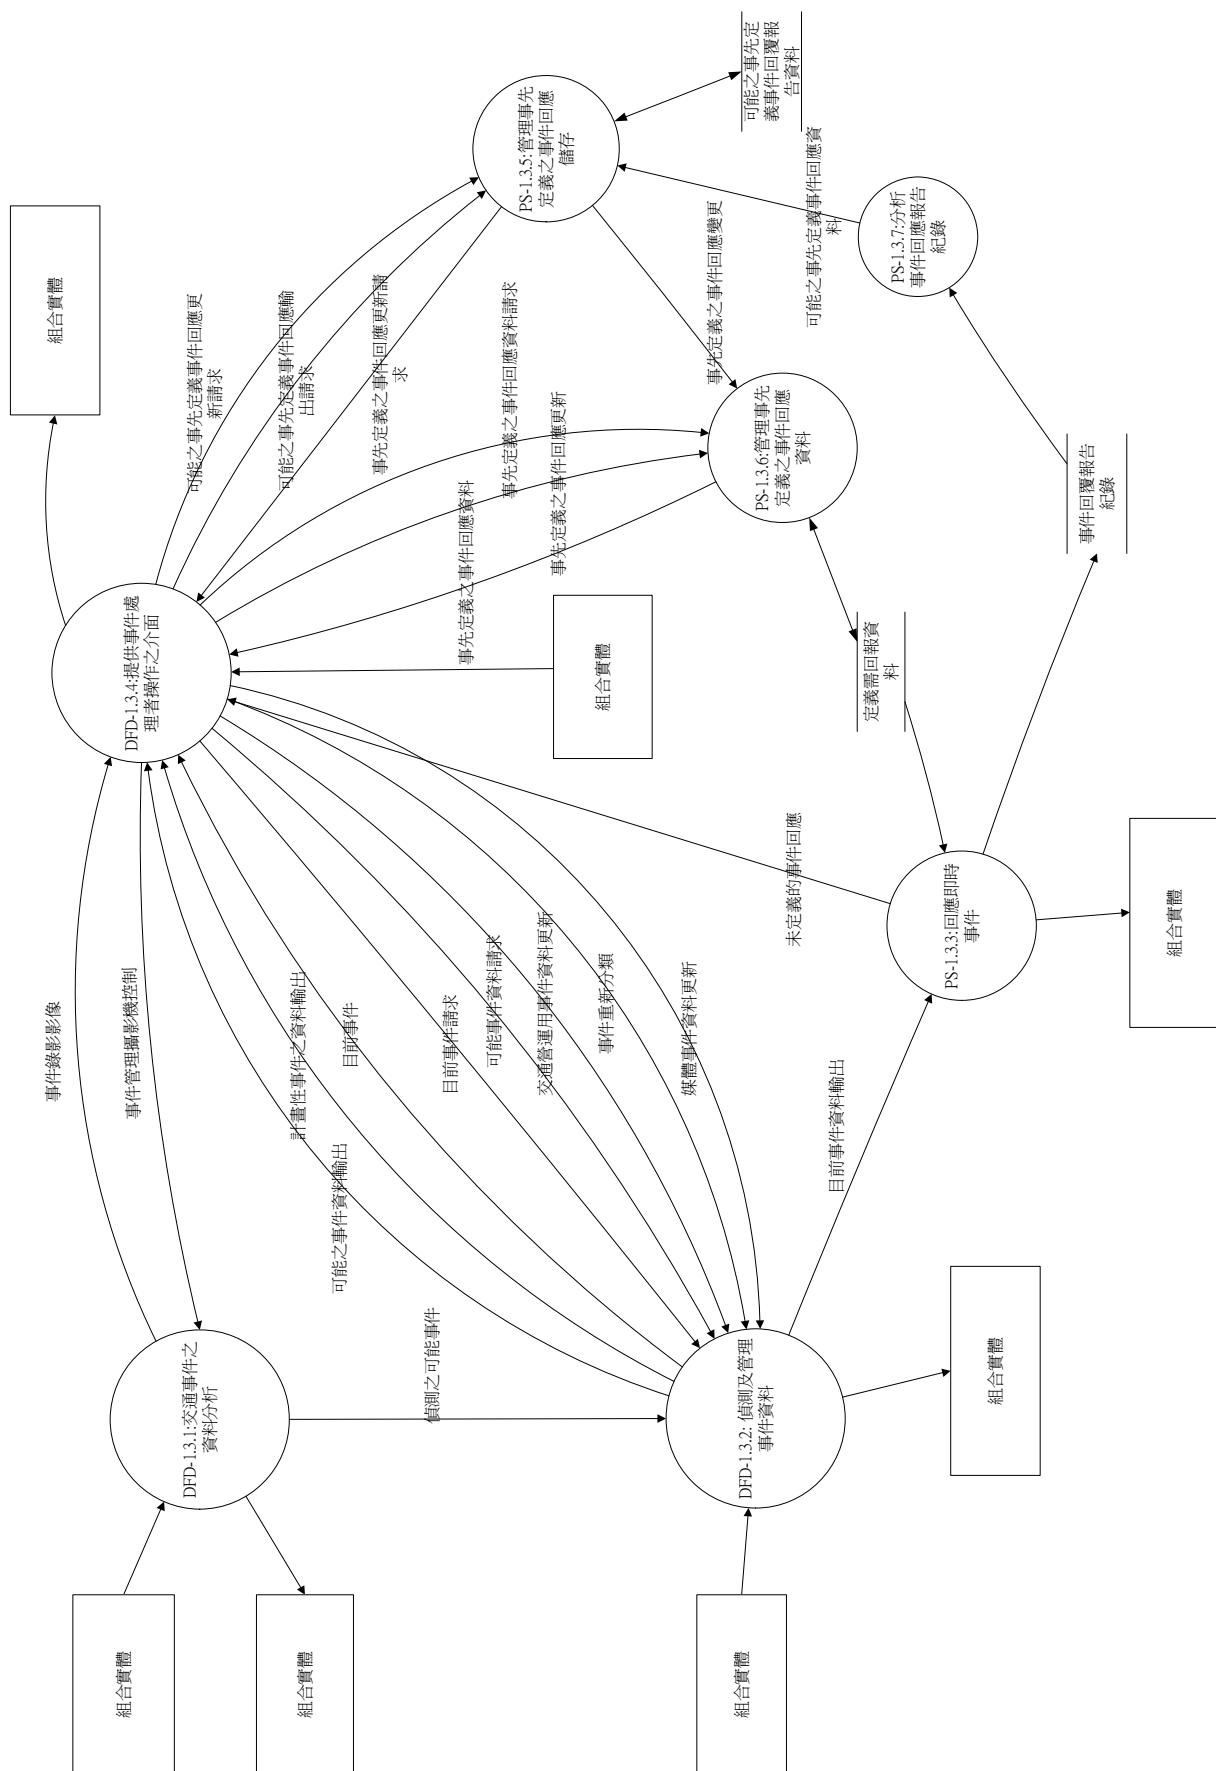 組合實體
可能之事先定
義事件回覆報
告資料
PS-1.3.5:管理事先
定義之事件回應
儲存
可能之事先定義事件回應更
新請求
可能之事先定義事件回應輸
出請求
事先定義之事件回應更新請
求
事先定義之事件回應資料請求
事先定義之事件回應更新
事先定義之事件回應資料
事先定義之事件回應變更
可能之事先定義事件回應資
料
PS-1.3.7:分析
事件回應報告
紀錄
PS-1.3.6:管理事先
定義之事件回應
資料
事件回覆報告
紀錄
DFD-1.3.4:提供事件處
理者操作之介面
組合實體
定義需回報資
料
未定義的事件回應
PS-1.3.3:回應即時
事件
組合實體
事件錄影影像
事件管理攝影機控制
計畫性事件之資料輸出
可能之事件資料輸出
目前事件
目前事件請求
可能事件資料請求
交通營運用事件資料更新
事件重新分類
媒體事件資料更新
目前事件資料輸出
偵測之可能事件
DFD-1.3.1:交通事件之
資料分析
DFD-1.3.2: 偵測及管理
事件資料
組合實體
組合實體
組合實體
組合實體